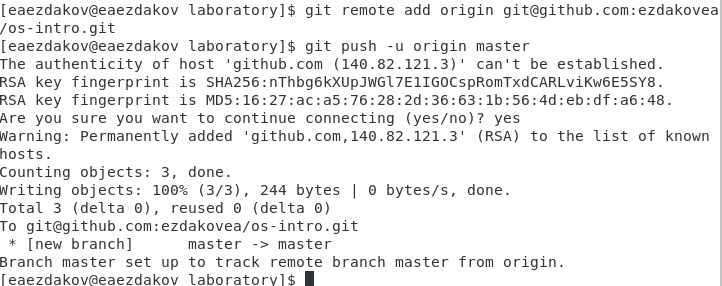 [eaezdakov@eaezdakov laboratory]$ git remote add origin git@github.com:ezdakovea
/os-intro.git
[eaezdakov@eaezdakov laboratory]$ git push -u origin master
The authenticity of host 'github.com (140.82.121.3)' can't be established.
RSA key fingerprint is SHA256:nThbg6kXUpJWGl7E1IGOCspRomTxdCARLviKw6E5SY8.
RSA key fingerprint is MD5:16:27:ac:a5:76:28:2d:36:63:1b:56:4d:eb:df:a6:48.
Are you sure you want to continue connecting (yes/no)? yes
Warning: Permanently added 'github.com,140.82.121.3' (RSA) to the list of known
hosts.
Counting objects: 3, done.
Writing objects: 100% (3/3), 244 bytes | 0 bytes/s, done.
Total 3 (delta 0), reused 0 (delta 0)
To git@github.com:ezdakovea/os-intro.git
 * [new branch]      master -> master
Branch master set up to track remote branch master from origin.
[eaezdakov@eaezdakov laboratory]$